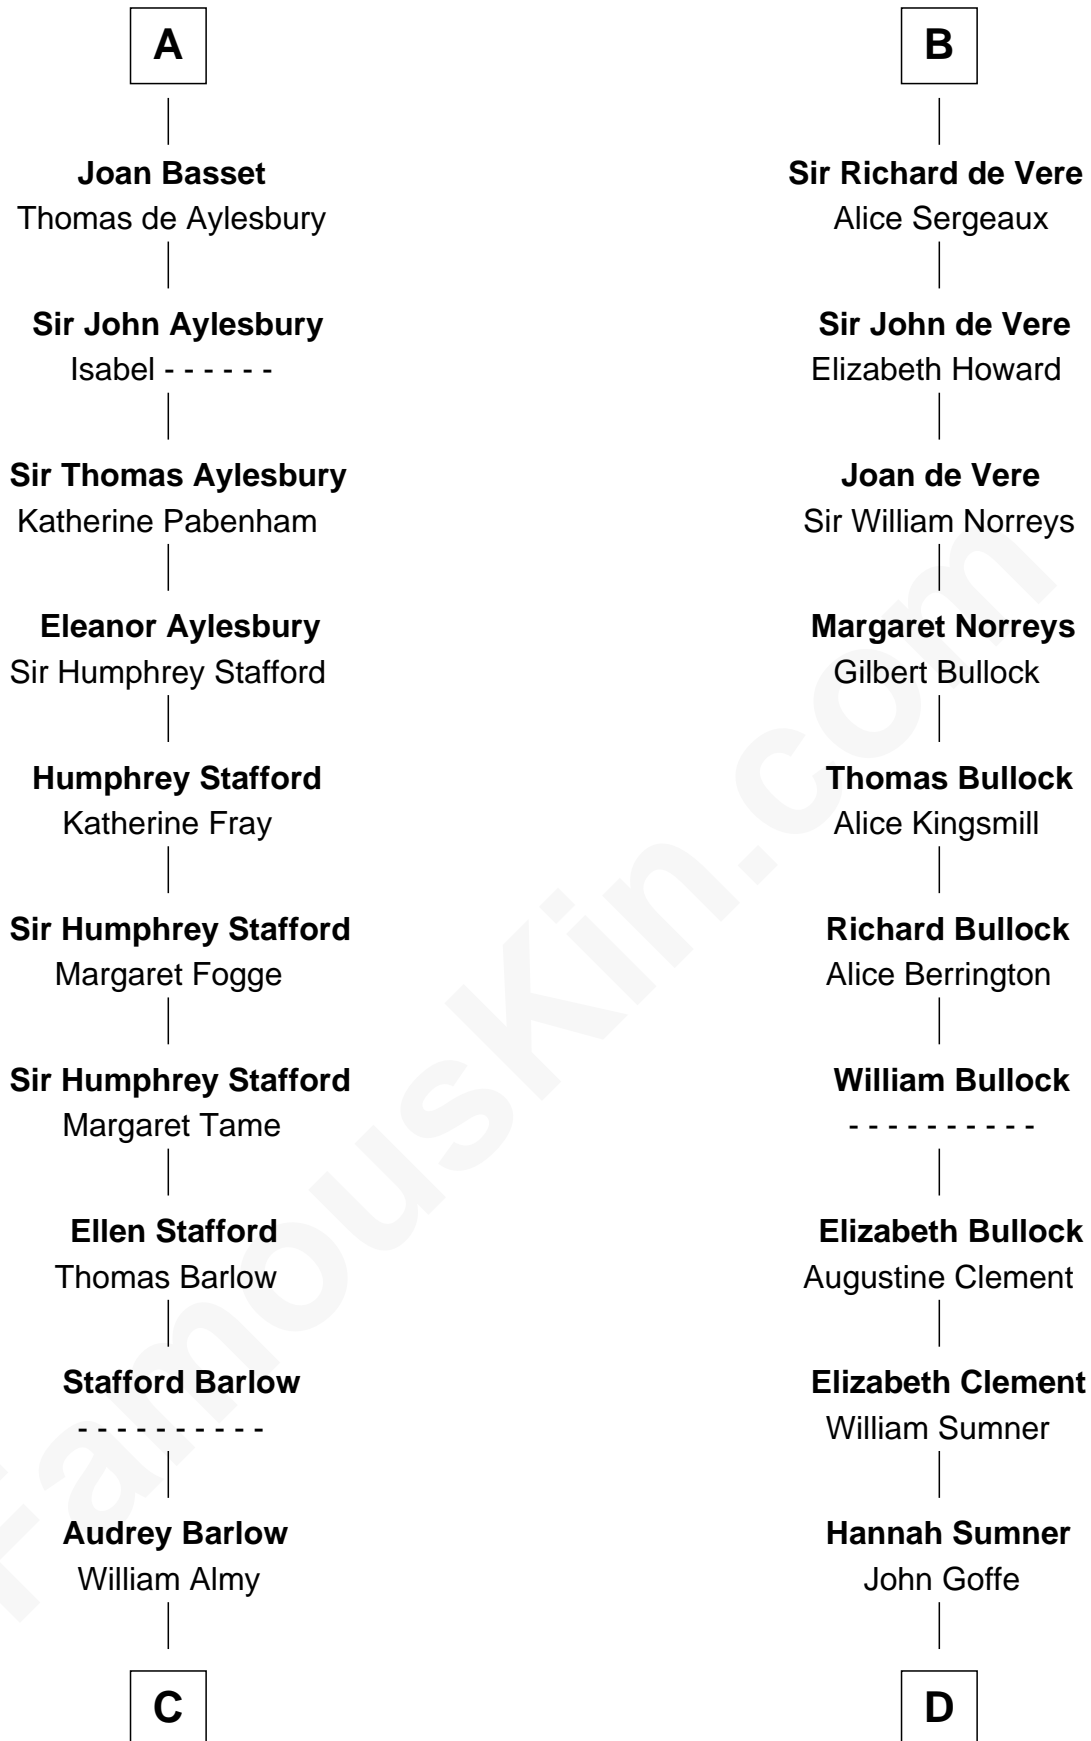 A
Joan Basset
Thomas de Aylesbury
Sir John Aylesbury
Isabel - - - - - -
Sir Thomas Aylesbury
Katherine Pabenham
Eleanor Aylesbury
Sir Humphrey Stafford
Humphrey Stafford
Katherine Fray
Sir Humphrey Stafford
Margaret Fogge
Sir Humphrey Stafford
Margaret Tame
Ellen Stafford
Thomas Barlow
Stafford Barlow
- - - - - - - - - -
Audrey Barlow
William Almy
C
B
Sir Richard de Vere
Alice Sergeaux
Sir John de Vere
Elizabeth Howard
Joan de Vere
Sir William Norreys
Margaret Norreys
Gilbert Bullock
Thomas Bullock
Alice Kingsmill
Richard Bullock
Alice Berrington
William Bullock
- - - - - - - - - -
Elizabeth Bullock
Augustine Clement
Elizabeth Clement
William Sumner
Hannah Sumner
John Goffe
D
FamousKin.com